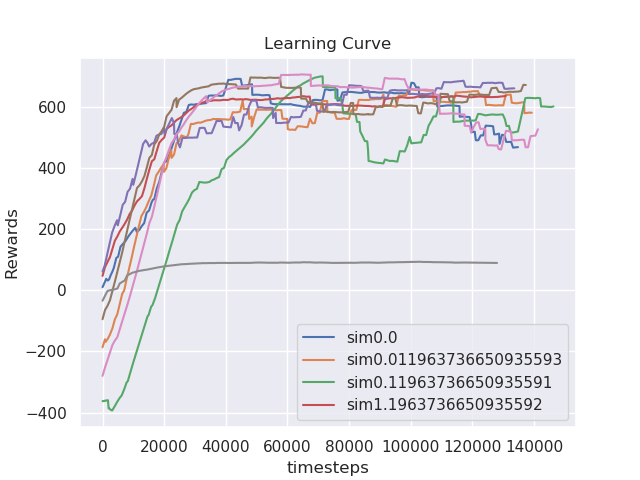 Learning Curve
Rewards
600
400
200
0
−200
−400
sim0.0
sim0.011963736650935593
sim0.11963736650935591
sim1.1963736650935592
0 20000 40000 60000 80000 100000 120000 140000
timesteps